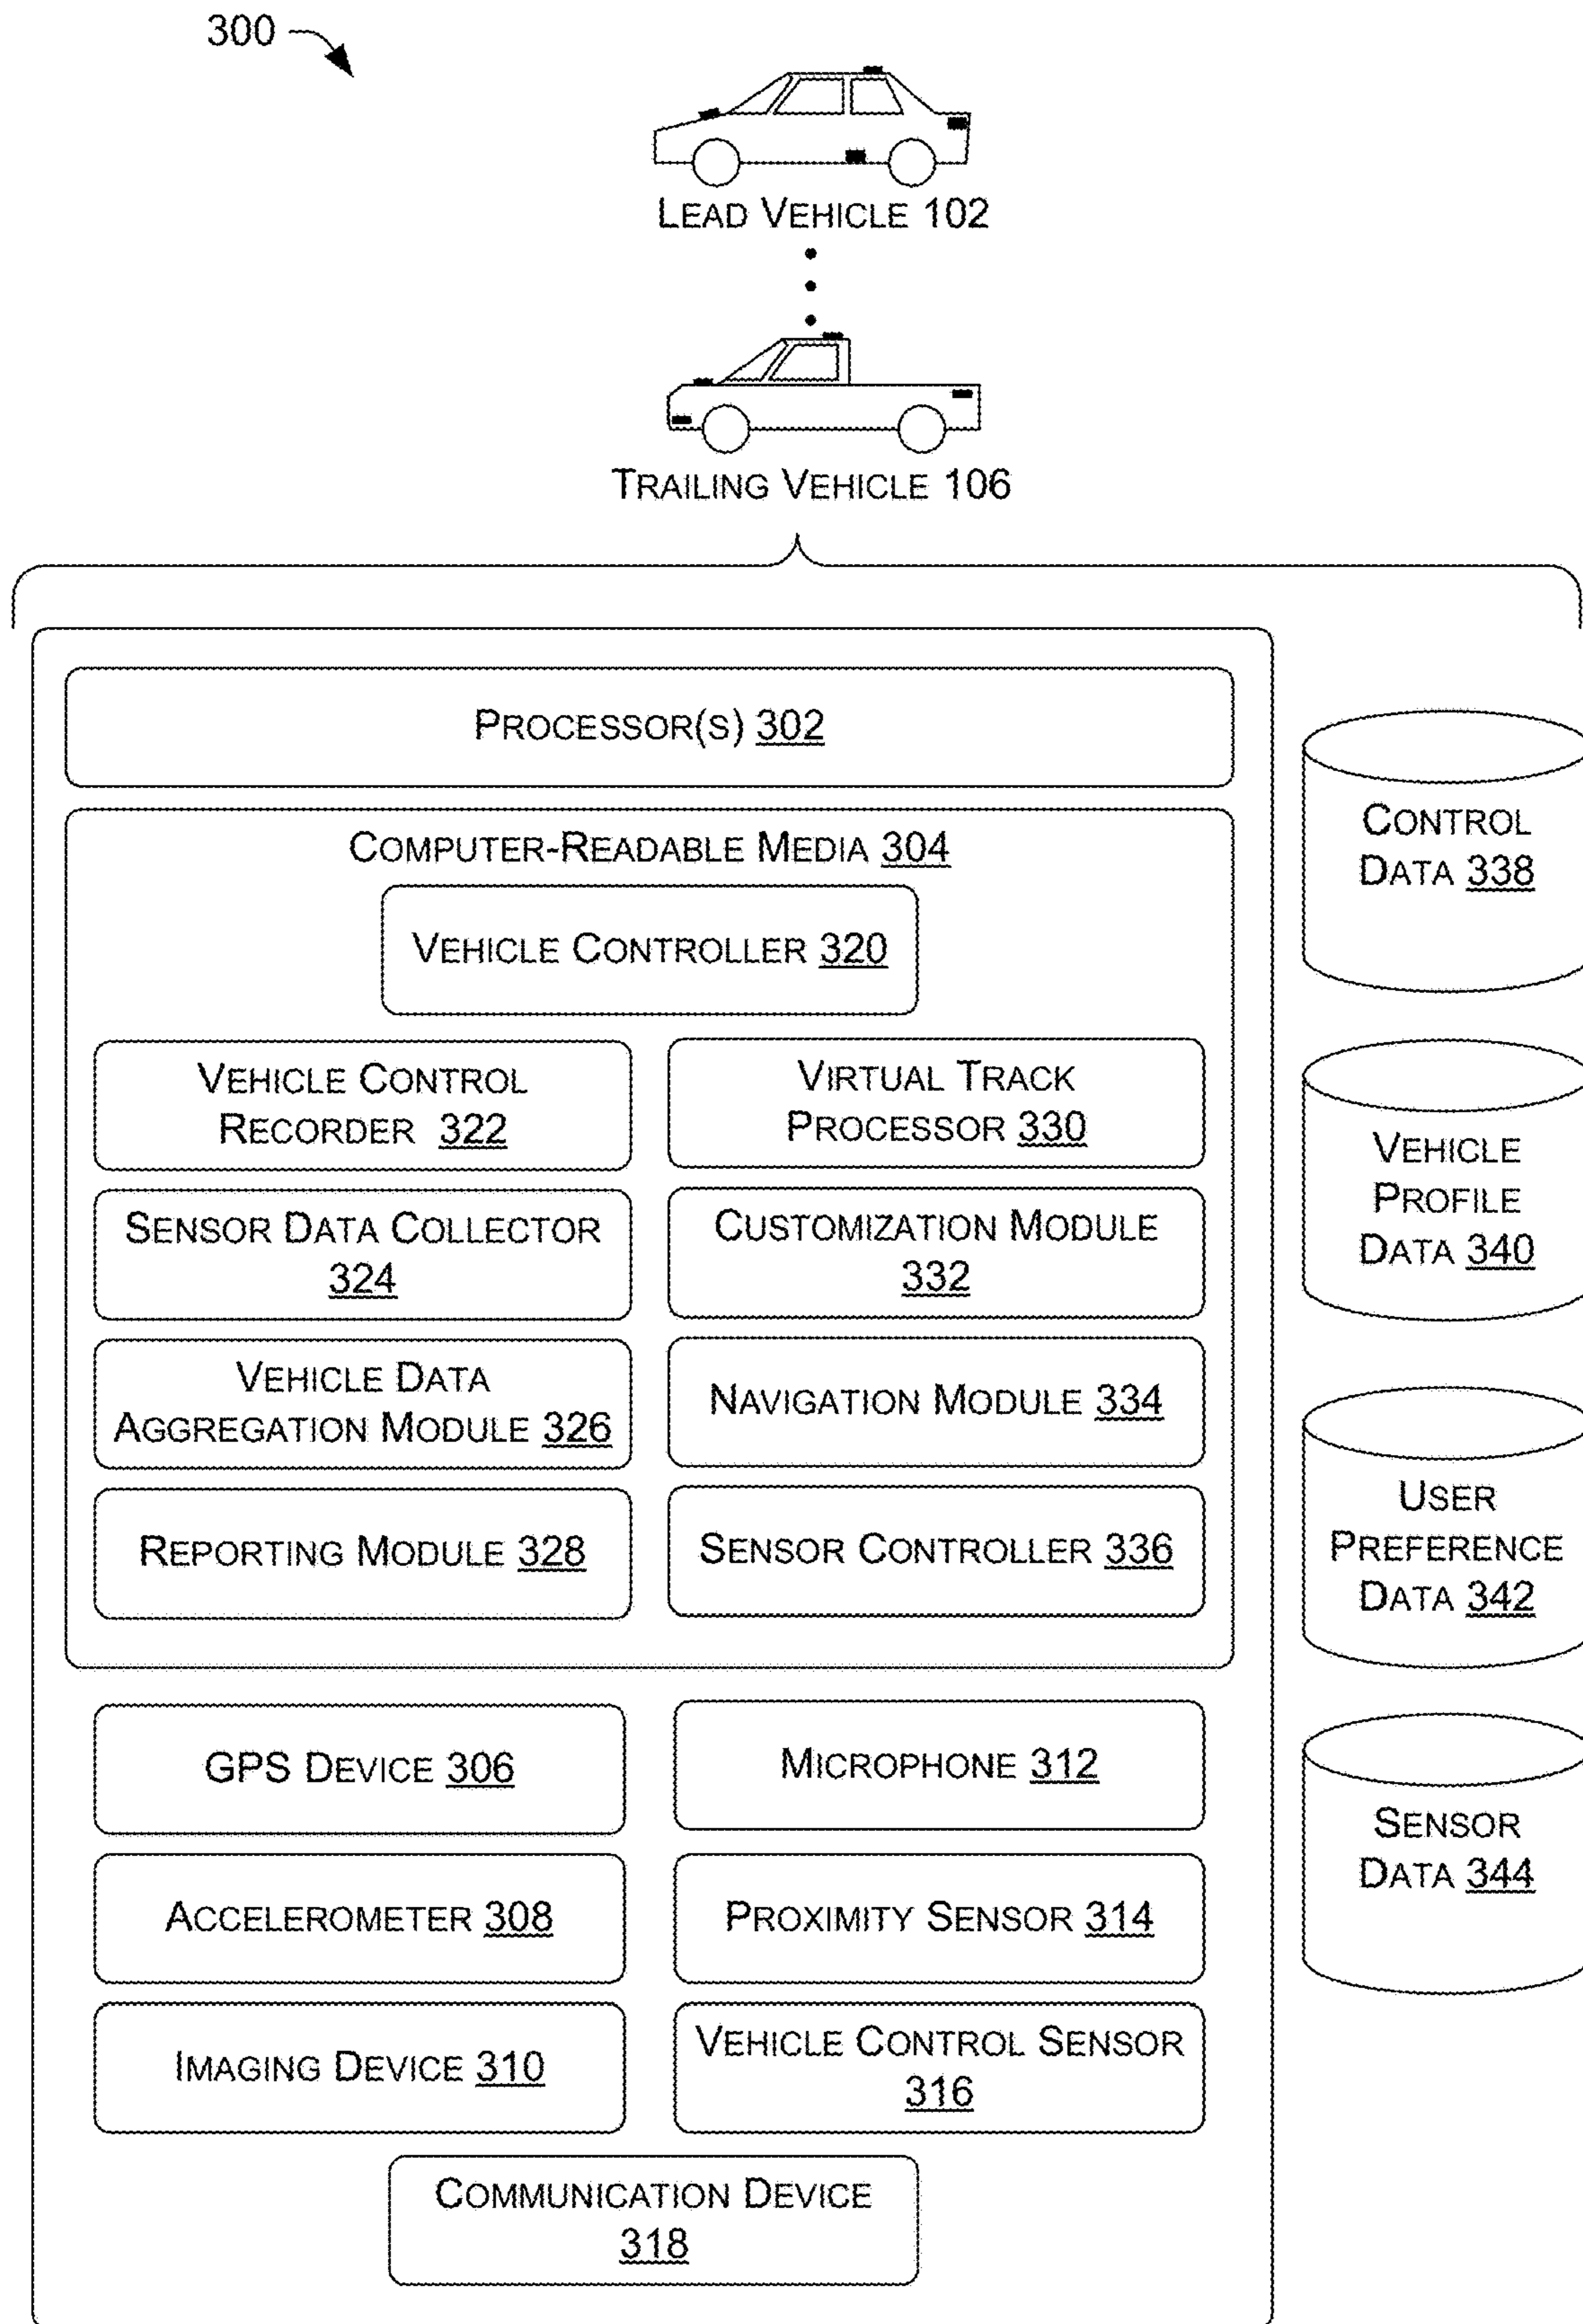 300
LEAD VEHICLE 102
TRAILING VEHICLE 106
PROCESSOR(S) 302
COMPUTER-READABLE MEDIA 304
VEHICLE CONTROLLER 320
VEHICLE CONTROL
RECORDER 322
VIRTUAL TRACK
PROCESSOR 330
SENSOR DATA COLLECTOR
324
CUSTOMIZATION MODULE
332
VEHICLE DATA
AGGREGATION MODULE 326
NAVIGATION MODULE 334
REPORTING MODULE 328
SENSOR CONTROLLER 336
GPS DEVICE 306
MICROPHONE 312
ACCELEROMETER 308
PROXIMITY SENSOR 314
IMAGING DEVICE 310
VEHICLE CONTROL SENSOR
316
COMMUNICATION DEVICE
318
CONTROL
DATA 338
VEHICLE
PROFILE
DATA 340
USER
PREFERENCE
DATA 342
SENSOR
DATA 344